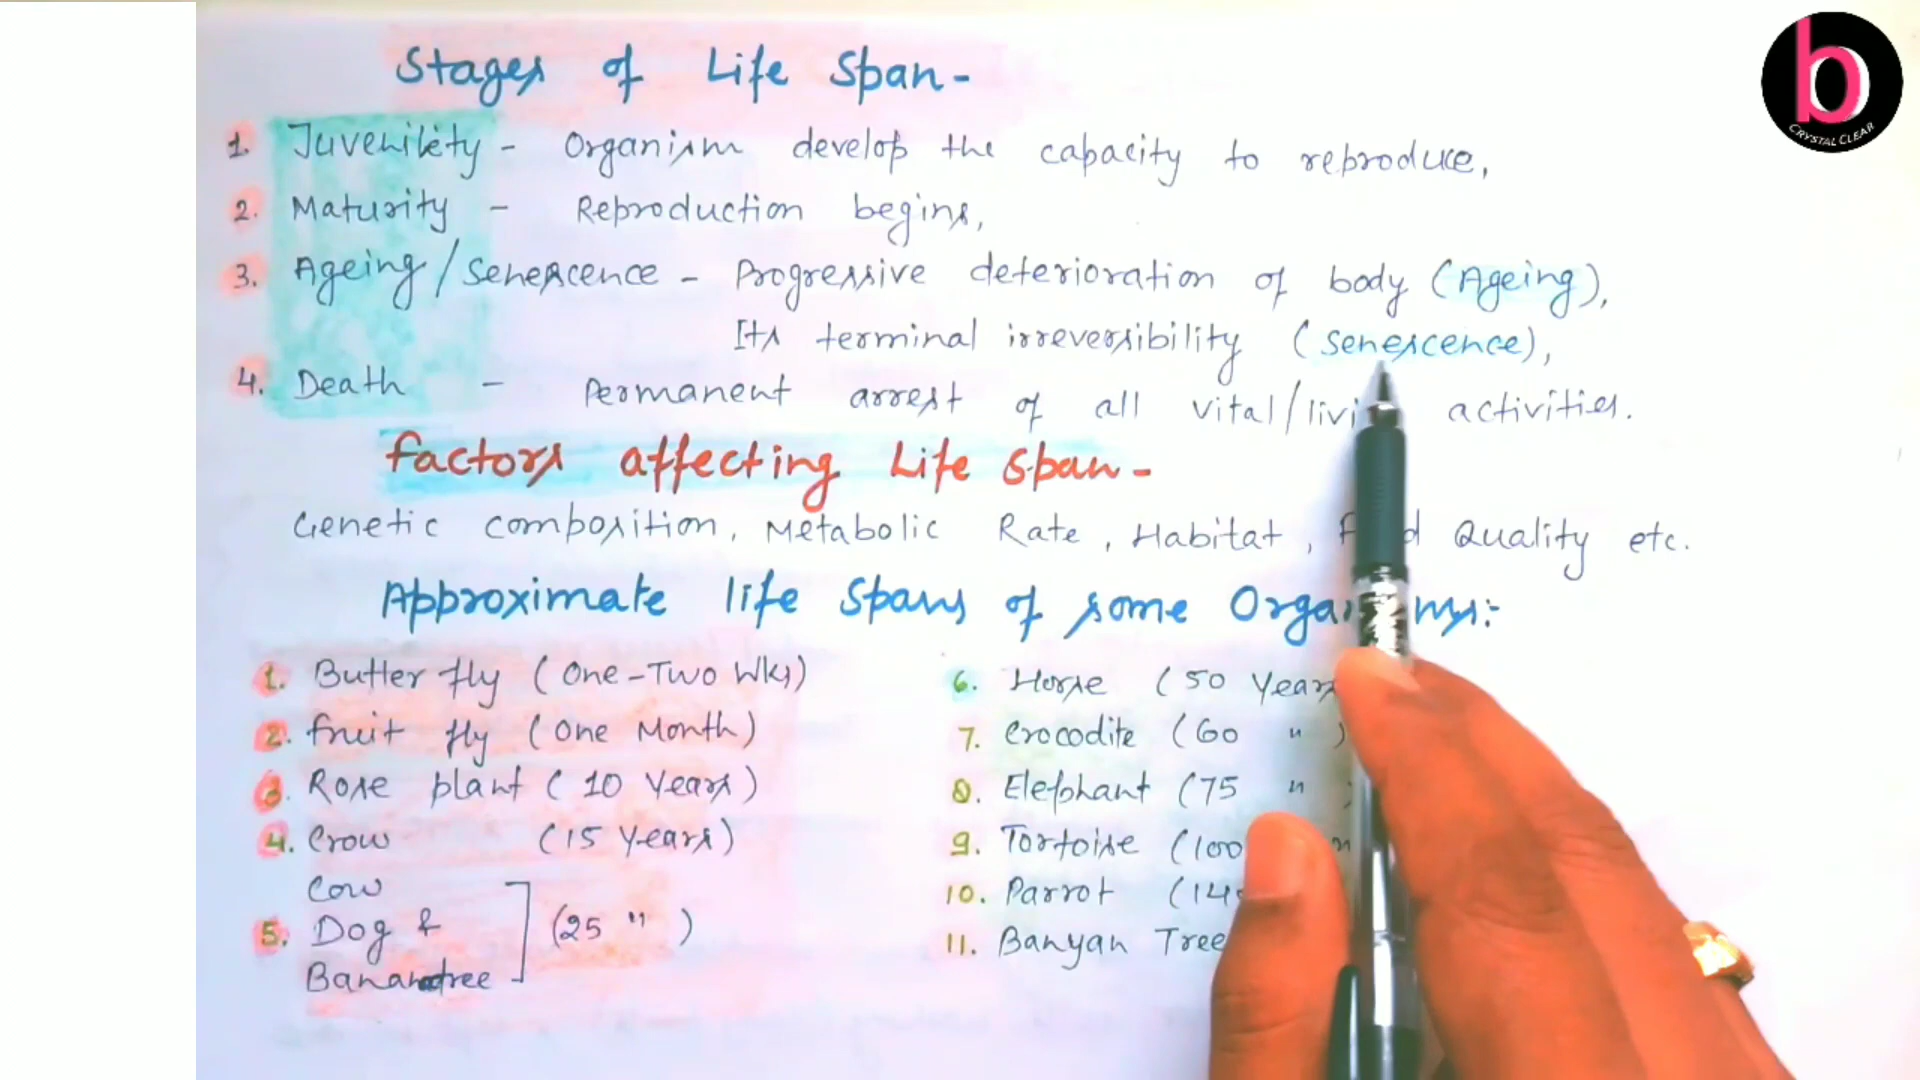 Stages of Life Span-
1. Juvenility - Organism develop the capacity to reproduce,
2. Maturity - Reproduction begins,
3. Ageing/Senescence - Progressive deterioration of body (Ageing),
Its terminal irreversibility (Senescence),
4. Death - Permanent arrest of all vital/livi activities.
Factors affecting Life Span-
Genetic composition, Metabolic Rate, Habitat, F d Quality etc.
Approximate life Spans of some Orga ms:-
1. Butter fly (One-Two Wks)
2. fruit fly (One Month)
3. Rose plant (10 Years)
4. Crow (15 Years)
Cow
5. Dog & (25 " )
Banana tree
6. Horse (50 Years
7. Crocodite (60 " )
8. Elephant (75 "
9. Tortoise (100 "
10. Parrot (14
11. Banyan Tree
b
CRYSTAL CLEAR